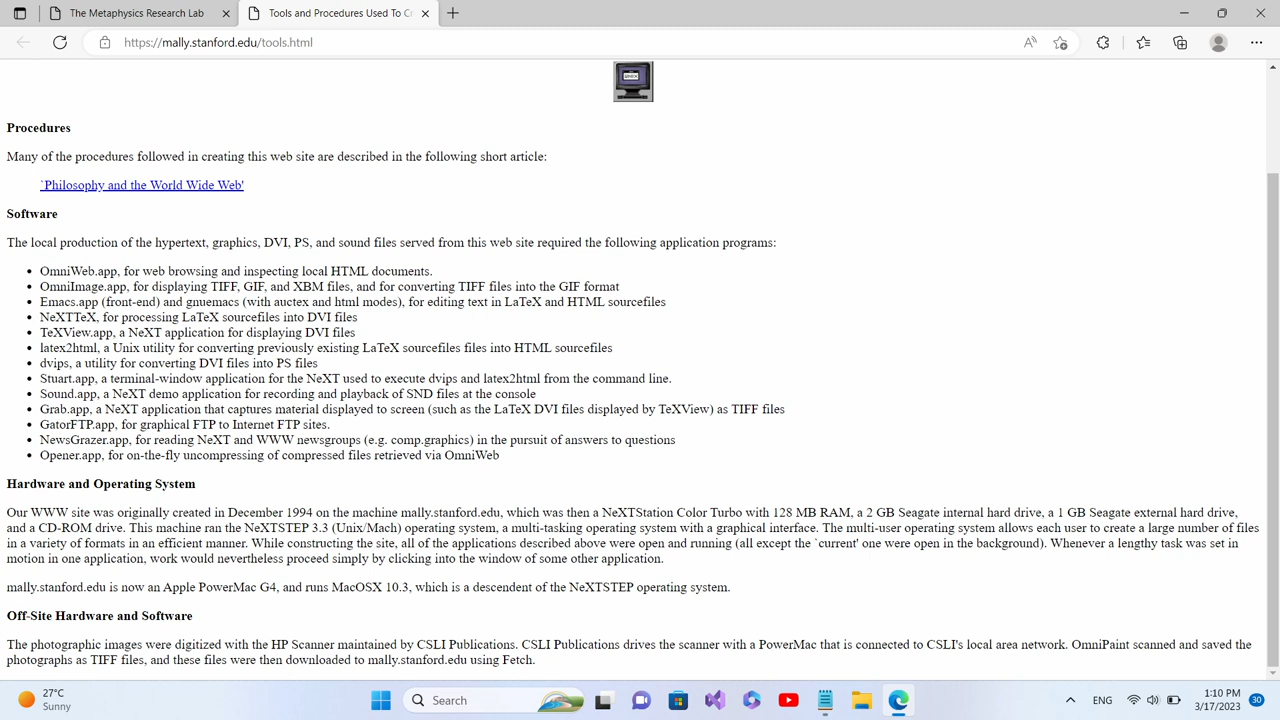 The Metaphysics Research Lab
Tools and Procedures Used To Cr
https://mally.stanford.edu/tools.html
Procedures
Many of the procedures followed in creating this web site are described in the following short article:
`Philosophy and the World Wide Web'
Software
The local production of the hypertext, graphics, DVI, PS, and sound files served from this web site required the following application programs:
OmniWeb.app, for web browsing and inspecting local HTML documents.
OmniImage.app, for displaying TIFF, GIF, and XBM files, and for converting TIFF files into the GIF format
Emacs.app (front-end) and gnuemacs (with auctex and html modes), for editing text in LaTeX and HTML sourcefiles
NeXTTeX, for processing LaTeX sourcefiles into DVI files
TeXView.app, a NeXT application for displaying DVI files
latex2html, a Unix utility for converting previously existing LaTeX sourcefiles files into HTML sourcefiles
dvips, a utility for converting DVI files into PS files
Stuart.app, a terminal-window application for the NeXT used to execute dvips and latex2html from the command line.
Sound.app, a NeXT demo application for recording and playback of SND files at the console
Grab.app, a NeXT application that captures material displayed to screen (such as the LaTeX DVI files displayed by TeXView) as TIFF files
GatorFTP.app, for graphical FTP to Internet FTP sites.
NewsGrazer.app, for reading NeXT and WWW newsgroups (e.g. comp.graphics) in the pursuit of answers to questions
Opener.app, for on-the-fly uncompressing of compressed files retrieved via OmniWeb
Hardware and Operating System
Our WWW site was originally created in December 1994 on the machine mally.stanford.edu, which was then a NeXTStation Color Turbo with 128 MB RAM, a 2 GB Seagate internal hard drive, a 1 GB Seagate external hard drive,
and a CD-ROM drive. This machine ran the NeXTSTEP 3.3 (Unix/Mach) operating system, a multi-tasking operating system with a graphical interface. The multi-user operating system allows each user to create a large number of files
in a variety of formats in an efficient manner. While constructing the site, all of the applications described above were open and running (all except the `current' one were open in the background). Whenever a lengthy task was set in
motion in one application, work would nevertheless proceed simply by clicking into the window of some other application.
mally.stanford.edu is now an Apple PowerMac G4, and runs MacOSX 10.3, which is a descendent of the NeXTSTEP operating system.
Off-Site Hardware and Software
The photographic images were digitized with the HP Scanner maintained by CSLI Publications. CSLI Publications drives the scanner with a PowerMac that is connected to CSLI's local area network. OmniPaint scanned and saved the
photographs as TIFF files, and these files were then downloaded to mally.stanford.edu using Fetch.
27°C
Sunny
Search
ENG
1:10 PM
3/17/2023
30